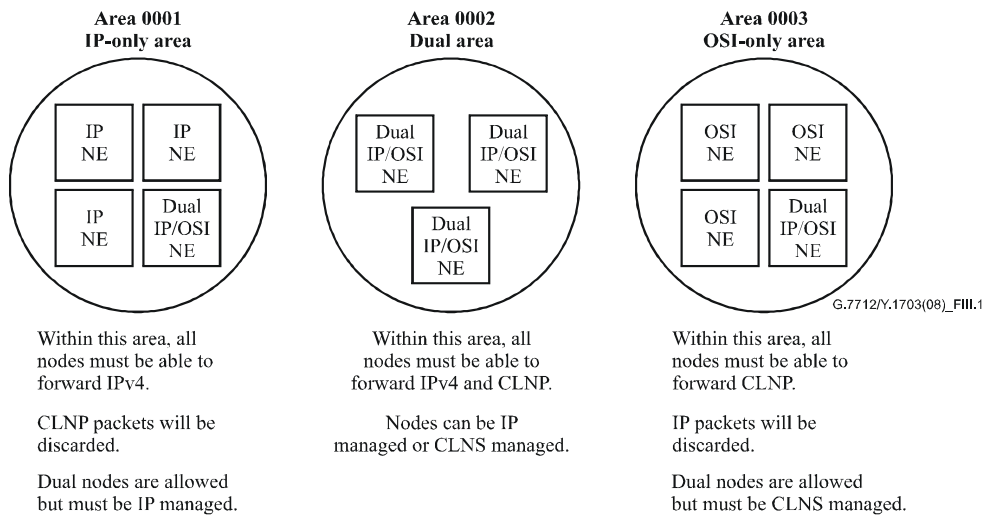 Area 0001
IP-only area
IP
NE
IP
NE
IP
NE
Dual
IP/OSI
NE
Within this area, all
nodes must be able to
forward IPv4.
CLNP packets will be
discarded.
Dual nodes are allowed
but must be IP managed.
Area 0002
Dual area
Dual
IP/OSI
NE
Dual
IP/OSI
NE
Dual
IP/OSI
NE
Within this area, all
nodes must be able to
forward IPv4 and CLNP.
Nodes can be IP
managed or CLNS managed.
Area 0003
OSI-only area
OSI
NE
OSI
NE
OSI
NE
Dual
IP/OSI
NE
G.7712/Y.1703(08)_FIII.1
Within this area, all
nodes must be able to
forward CLNP.
IP packets will be
discarded.
Dual nodes are allowed
but must be CLNS managed.